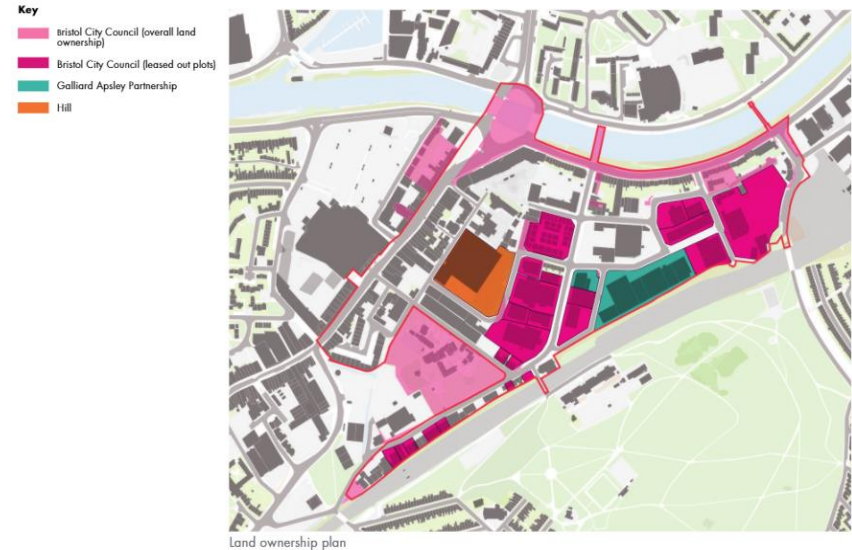 Key
Bristol City Council (overall land
ownership)
Bristol City Council (leased out plots)
Galliard Apsley Partnership
Hill
Land ownership plan